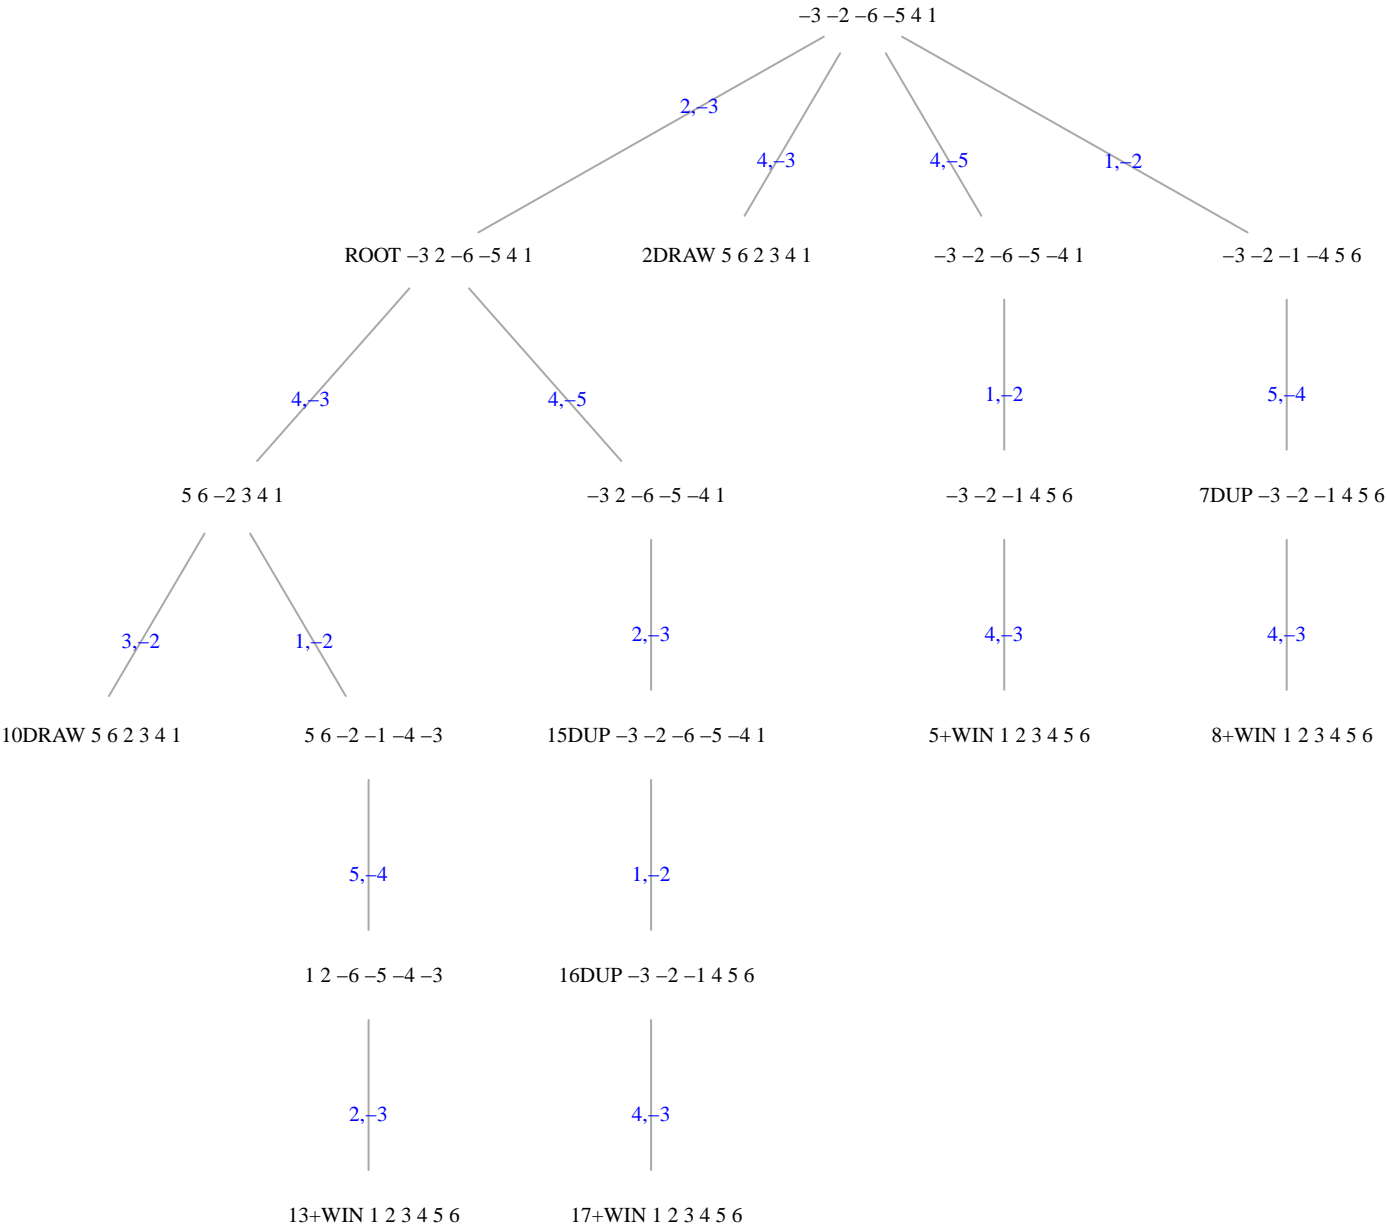 –3 –2 –6 –5 4 1
2,–3
4,–3
4,–5
1,–2
ROOT –3 2 –6 –5 4 1
2DRAW 5 6 2 3 4 1
–3 –2 –6 –5 –4 1
–3 –2 –1 –4 5 6
4,–3
4,–5
1,–2
5,–4
5 6 –2 3 4 1
–3 2 –6 –5 –4 1
–3 –2 –1 4 5 6
7DUP –3 –2 –1 4 5 6
3,–2
1,–2
2,–3
4,–3
4,–3
10DRAW 5 6 2 3 4 1
5 6 –2 –1 –4 –3
15DUP –3 –2 –6 –5 –4 1
5+WIN 1 2 3 4 5 6
8+WIN 1 2 3 4 5 6
5,–4
1,–2
1 2 –6 –5 –4 –3
16DUP –3 –2 –1 4 5 6
2,–3
4,–3
13+WIN 1 2 3 4 5 6
17+WIN 1 2 3 4 5 6